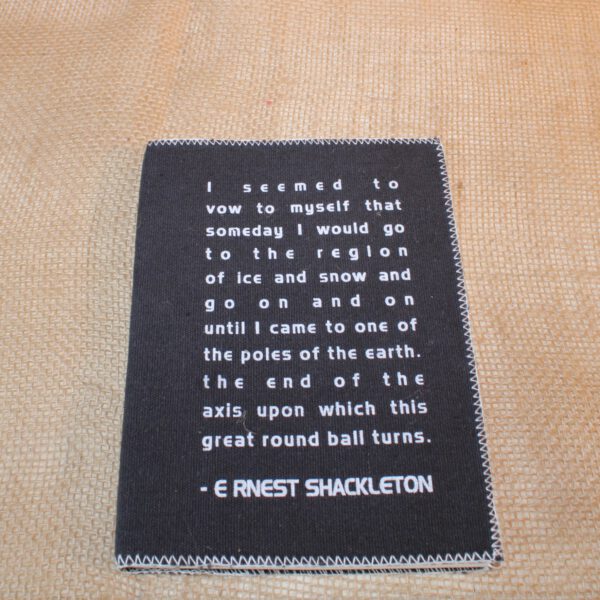 I seemed to
vow to myself that
someday I would go
to the region
of ice and snow and
go on and on
until I came to one of
the poles of the earth.
the end of the
axis upon which this
great round ball turns.
- E RNEST SHACKLETON